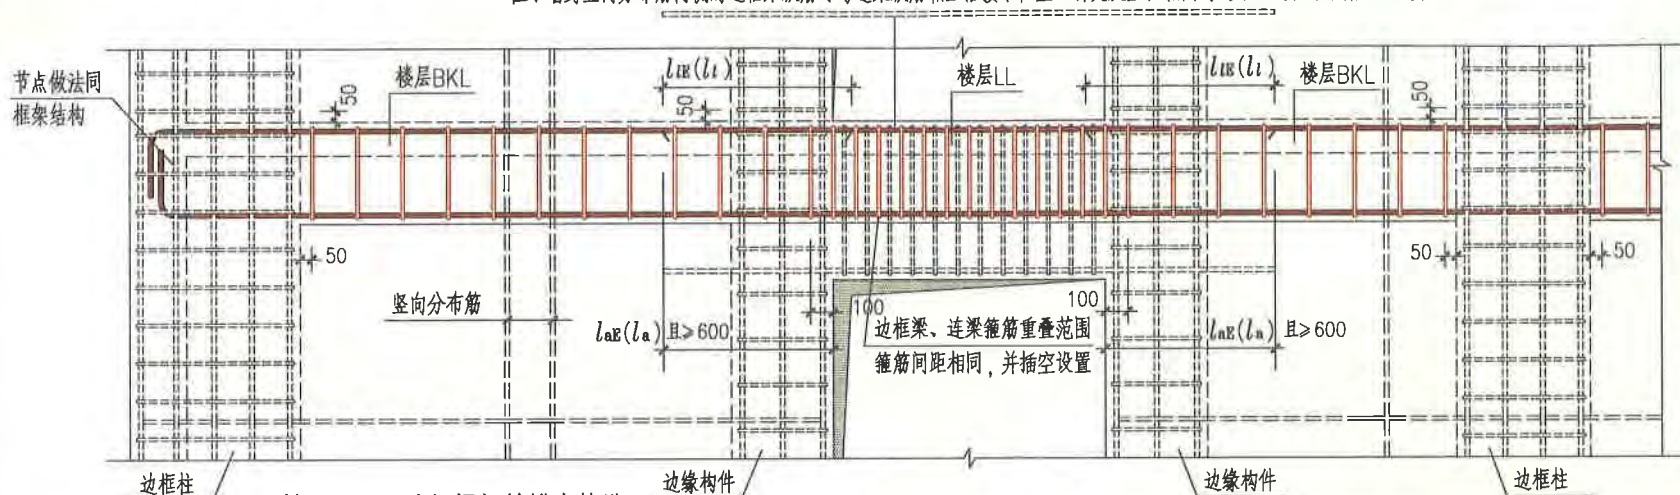 节点做法同
框架结构
50
楼层BKL
llE(ll)
50
楼层LL
llE(ll)
楼层BKL
50
50
竖向分布筋
laE(la)且≥600
100
100
边框梁、连梁箍筋重叠范围
箍筋间距相同，并插空设置
laE(la)且≥600
50
50
边框柱
边缘构件
边缘构件
边框柱